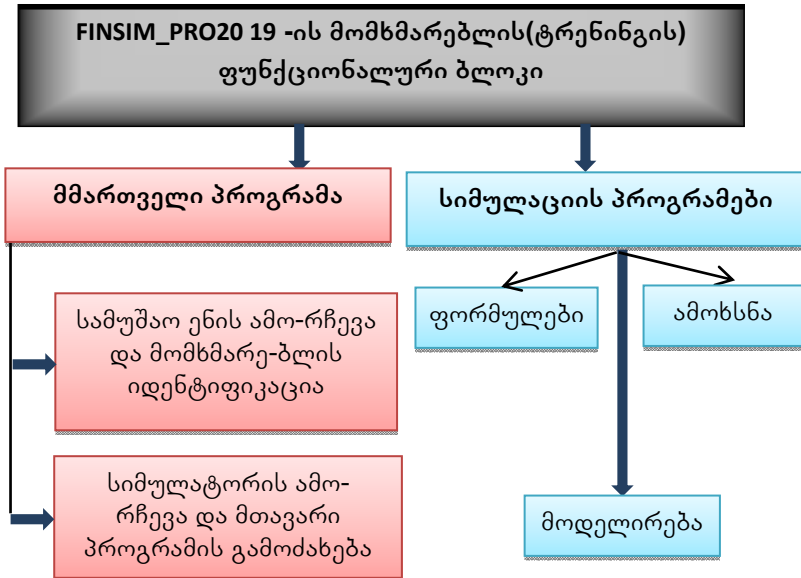 FINSIM_PRO20 19 -ის მომხმარებლის(ტრენინგის)
ფუნქციონალური ბლოკი
მმართველი პროგრამა
სიმულაციის პროგრამები
სამუშაო ენის ამო-რჩევა
და მომხმარე-ბლის
იდენტიფიკაცია
სიმულატორის ამო-
რჩევა და მთავარი
პროგრამის გამოძახება
ფორმულები
ამოხსნა
მოდელირება